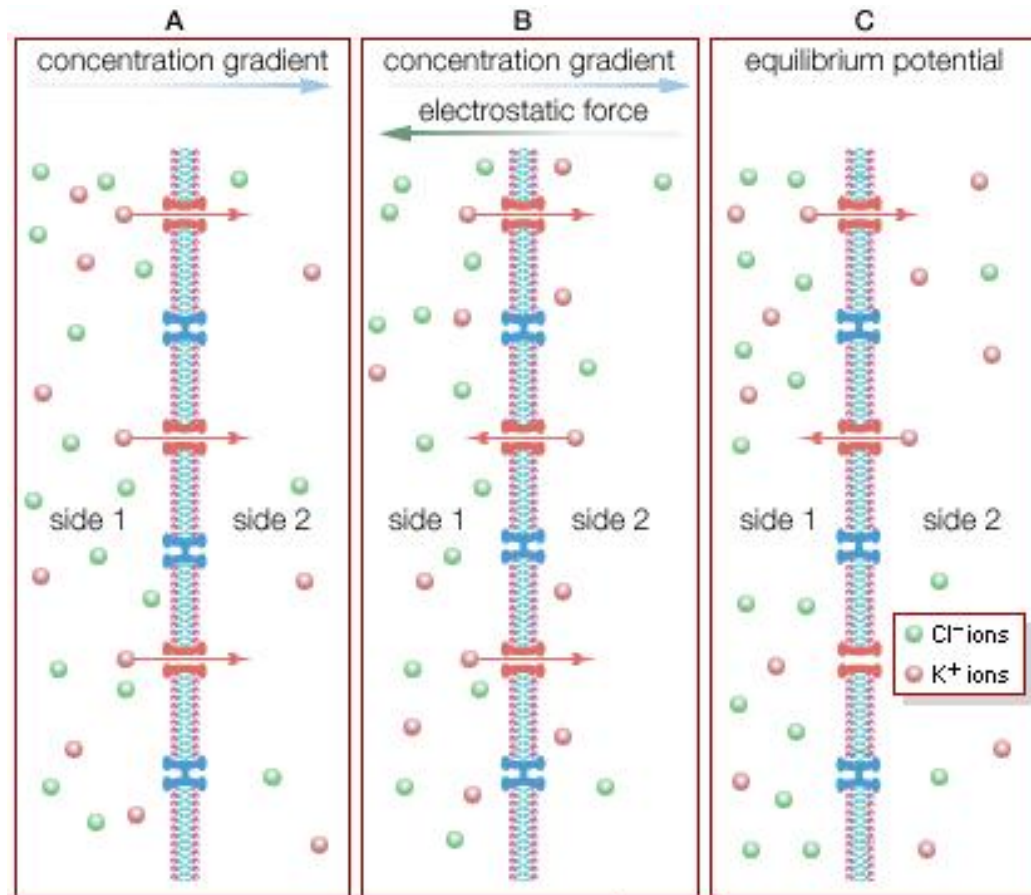 A
concentration gradient
side 1
side 2
B
concentration gradient
electrostatic force
side 1
side 2
C
equilibrium potential
side 1
side 2
Cl⁻ ions
K⁺ ions